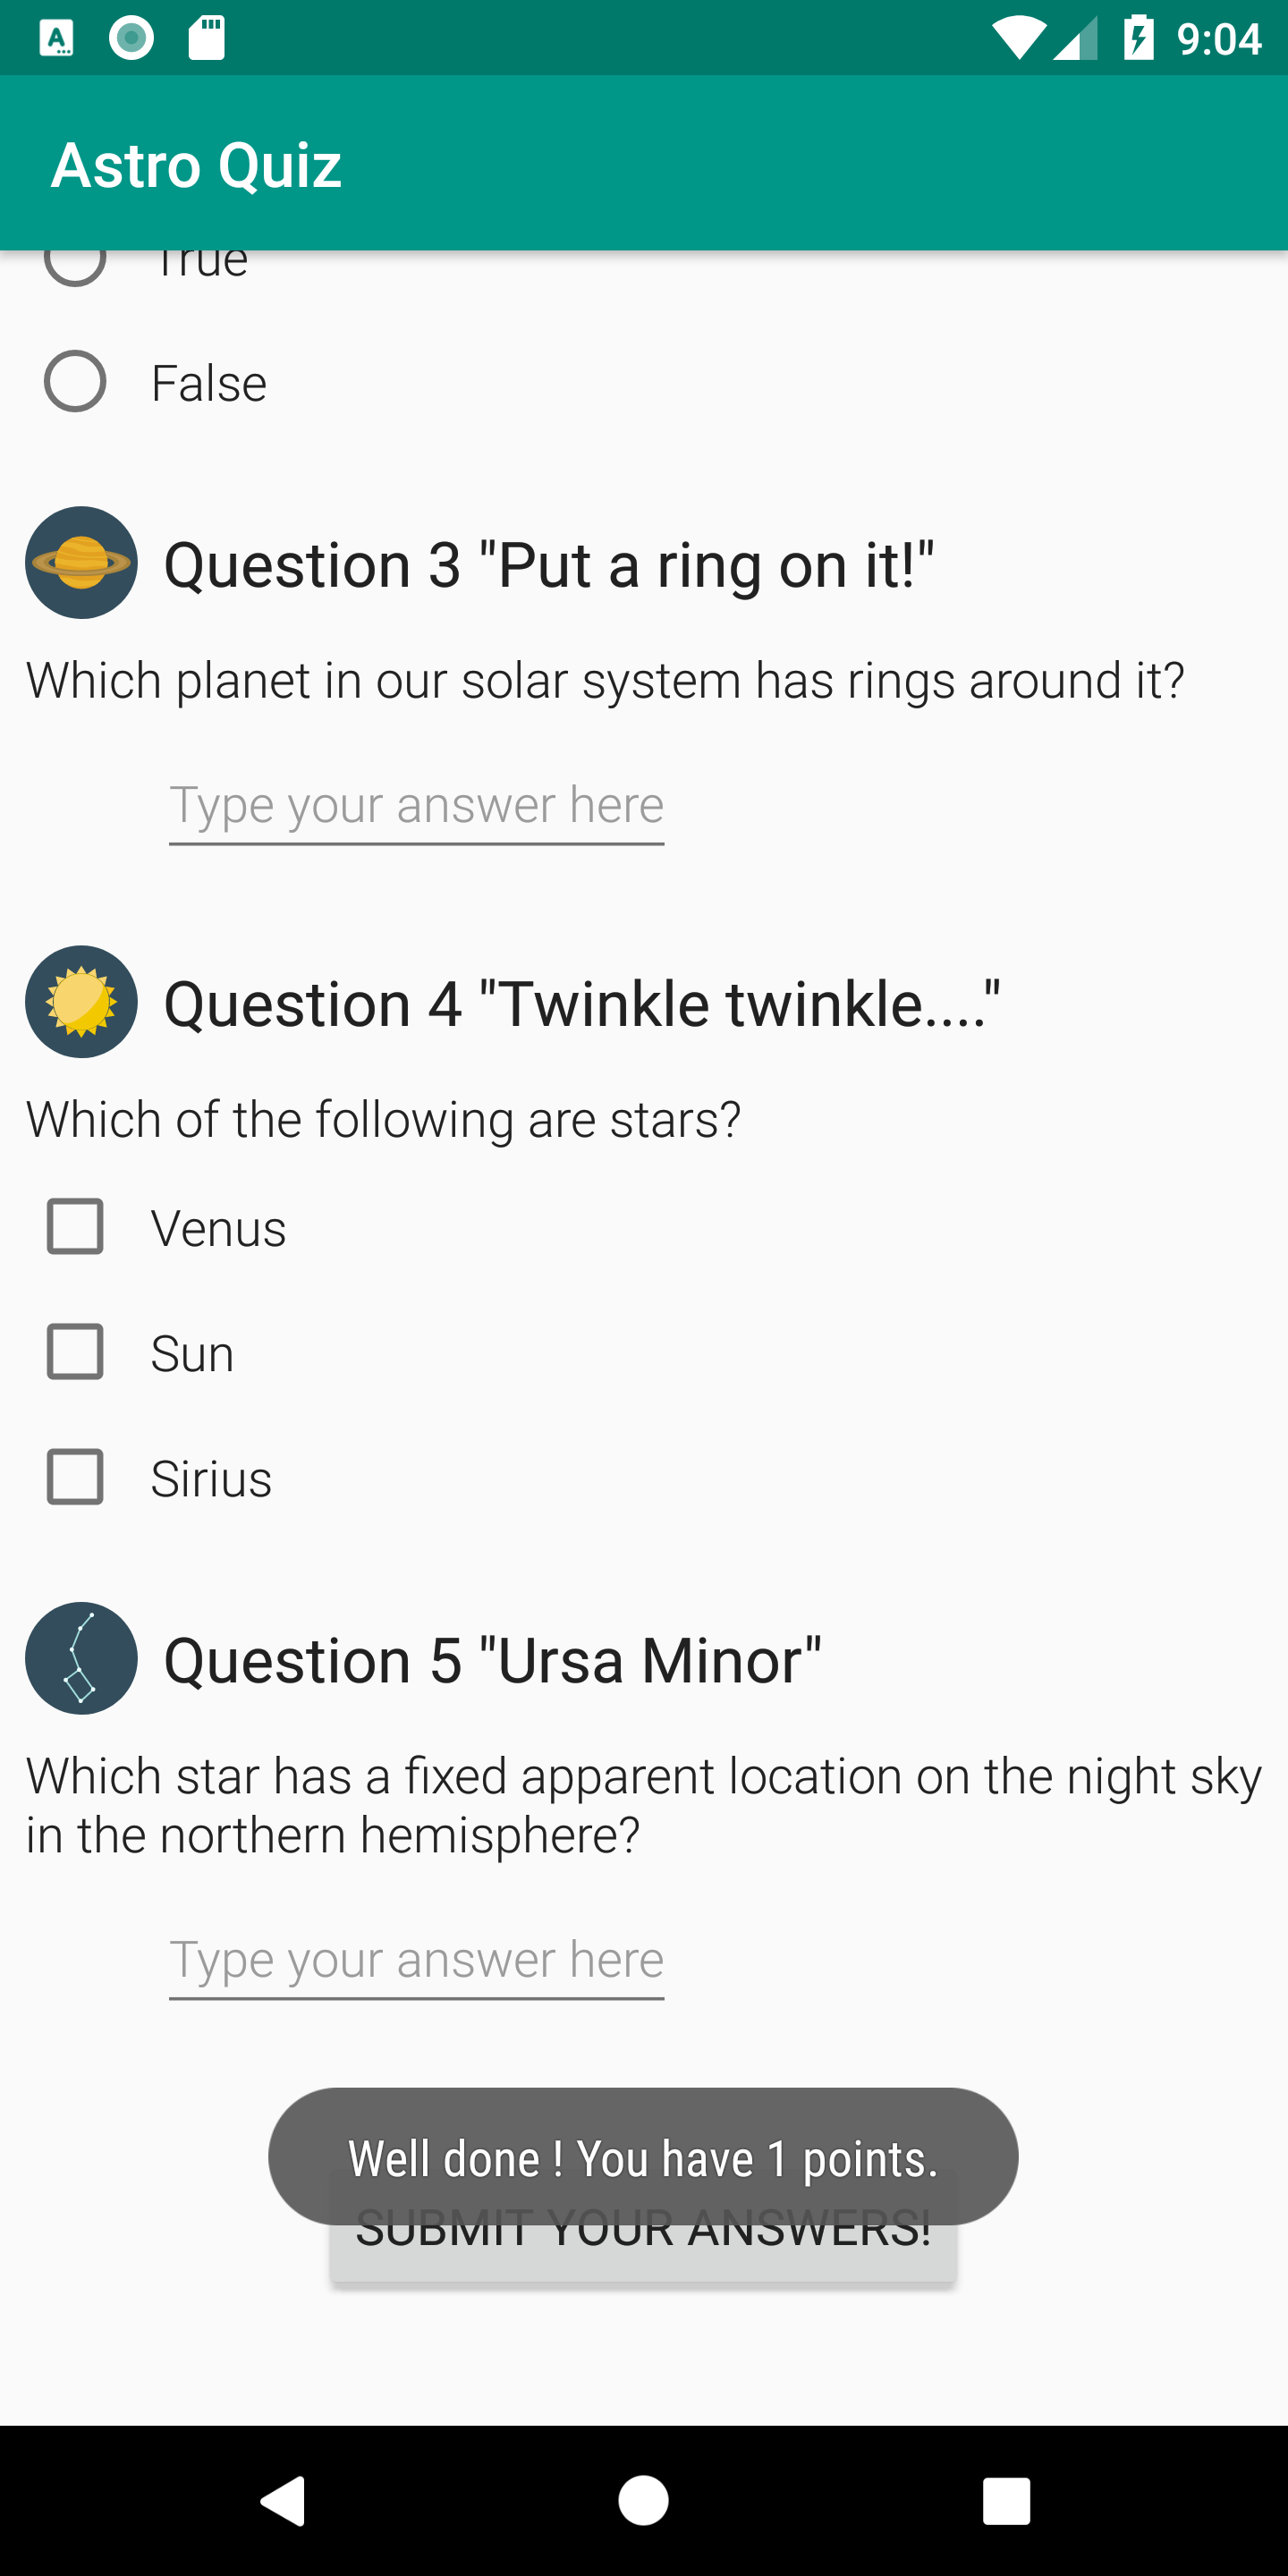 9:04
Astro Quiz
True
False
Question 3 "Put a ring on it!"
Which planet in our solar system has rings around it?
Type your answer here
Question 4 "Twinkle twinkle...."
Which of the following are stars?
Venus
Sun
Sirius
Question 5 "Ursa Minor"
Which star has a fixed apparent location on the night sky
in the northern hemisphere?
Type your answer here
Well done ! You have 1 points.
SUBMIT YOUR ANSWERS!